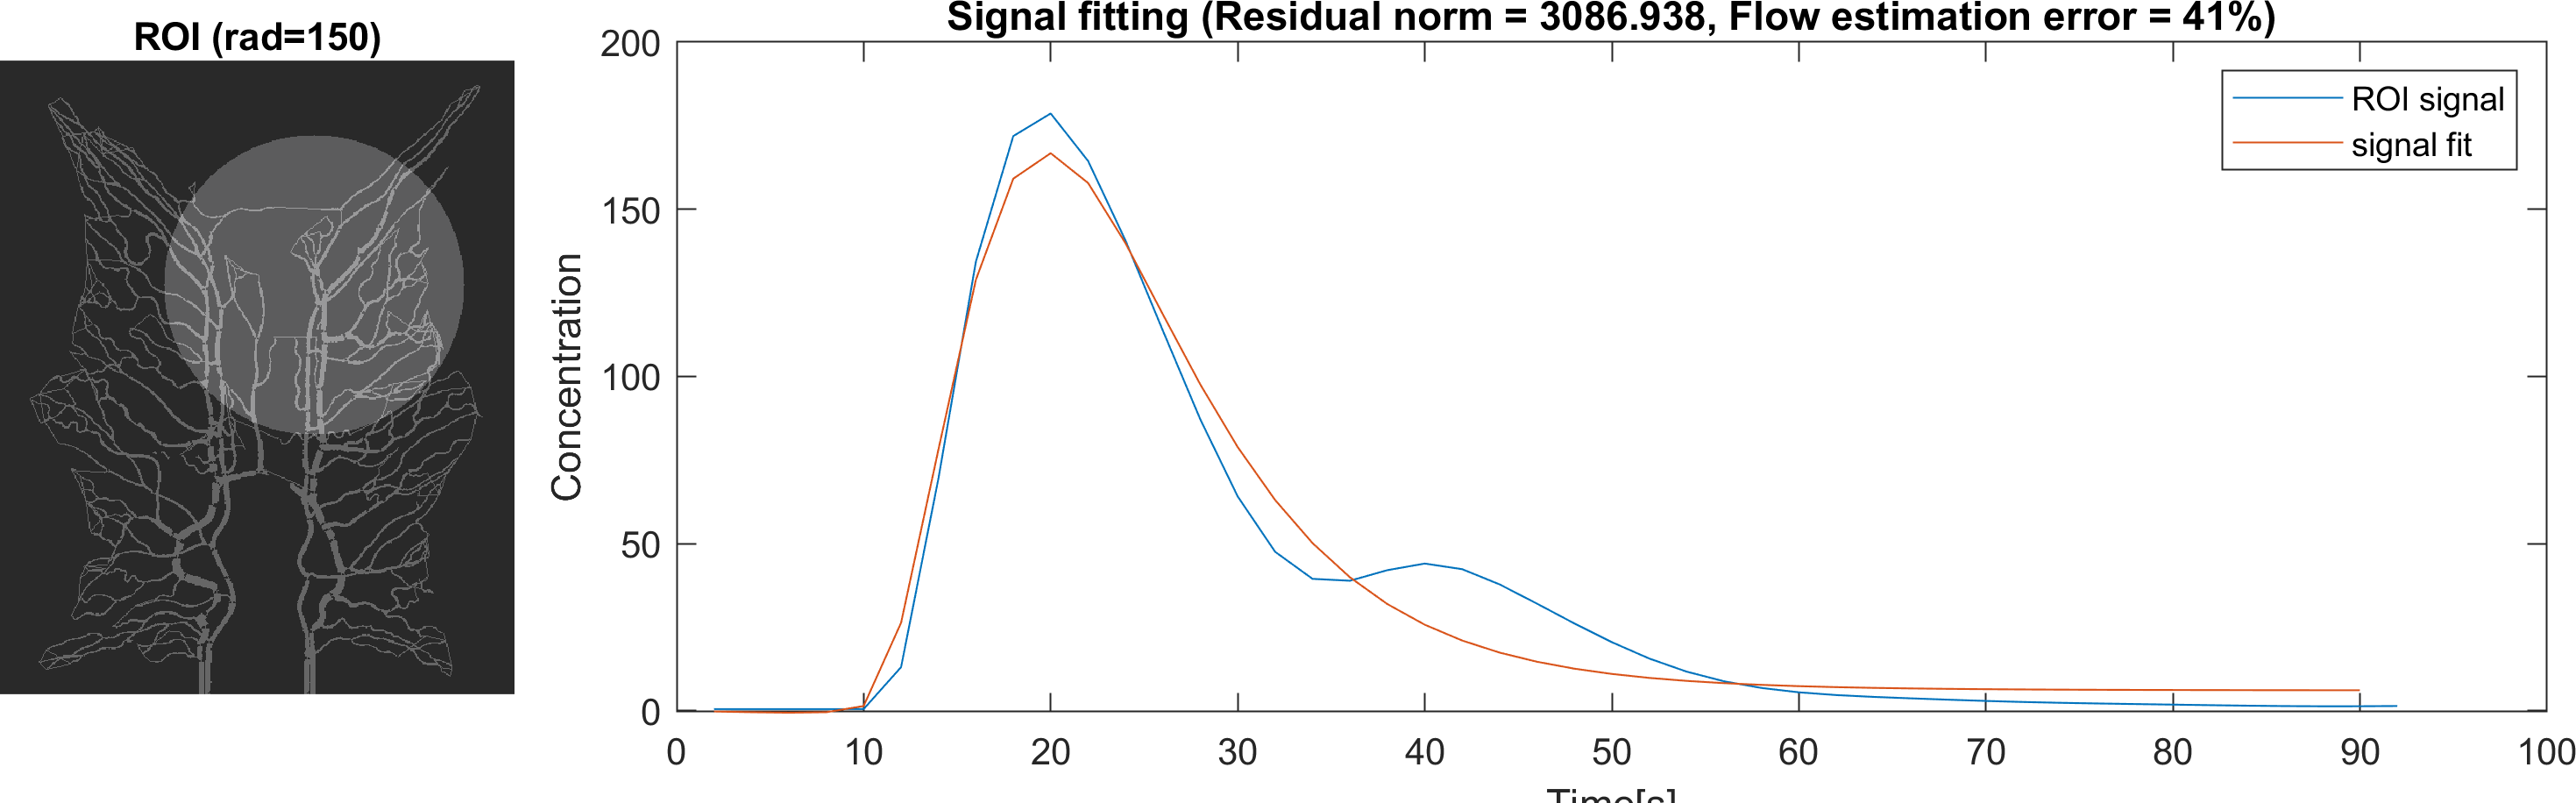 ROI (rad=150)
Signal fitting (Residual norm = 3086.938, Flow estimation error = 41%)
200
150
100
50
0
Concentration
ROI signal
signal fit
0 10 20 30 40 50 60 70 80 90 100
Time[s]